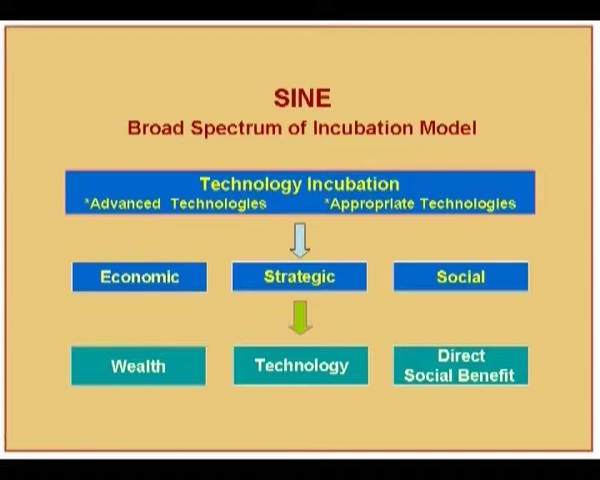 SINE
Broad Spectrum of Incubation Model
Technology Incubation
*Advanced Technologies *Appropriate Technologies
Economic Strategic Social
Wealth Technology Direct
Social Benefit